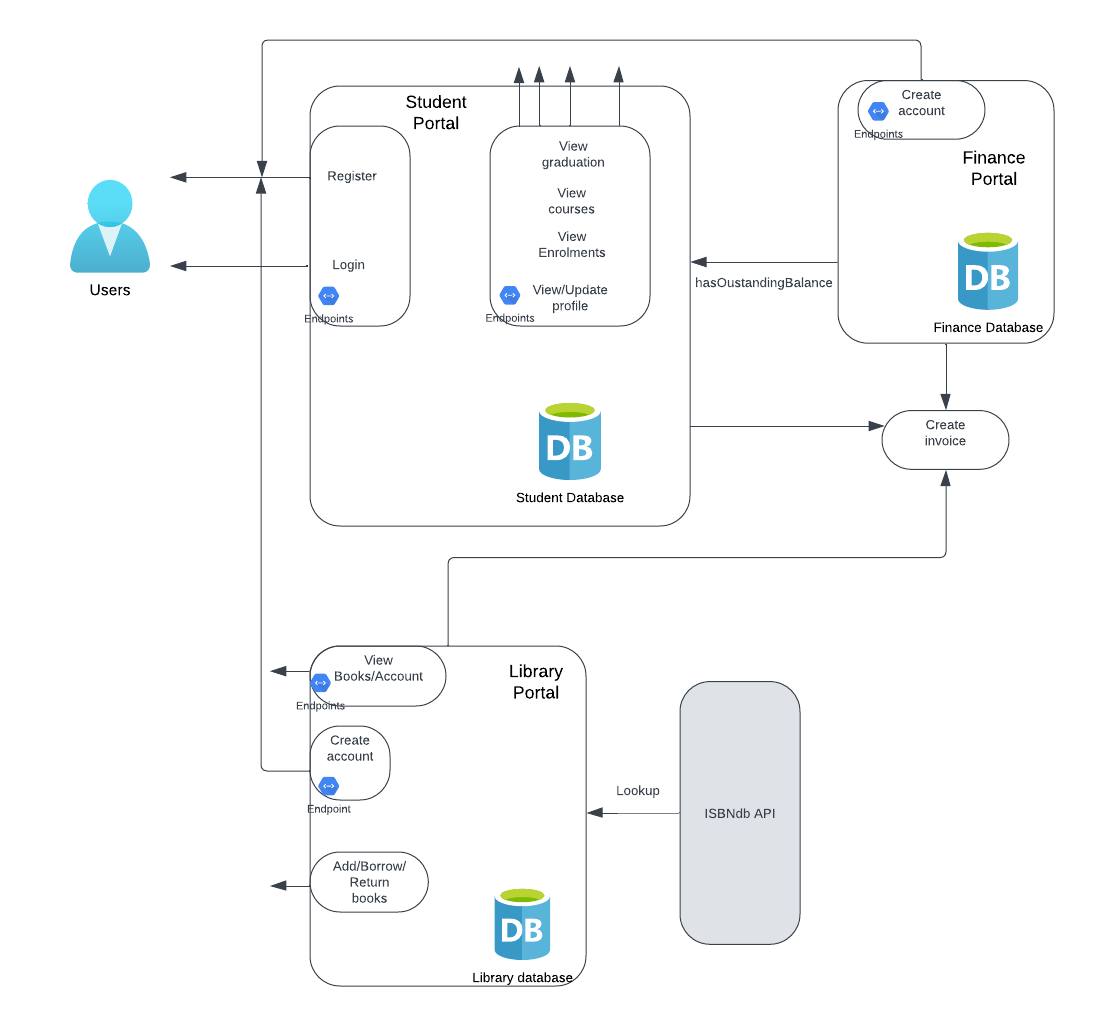 Student
Portal
Register
Login
Endpoints
View
graduation
View
courses
View
Enrolments
View/Update
profile
Endpoints
DB
Student Database
Users
Create
account
Endpoints
Finance
Portal
DB
Finance Database
hasOustandingBalance
Create
invoice
View
Books/Account
Endpoints
Library
Portal
Create
account
Endpoint
Add/Borrow/
Return
books
DB
Library database
Lookup
ISBNdb API